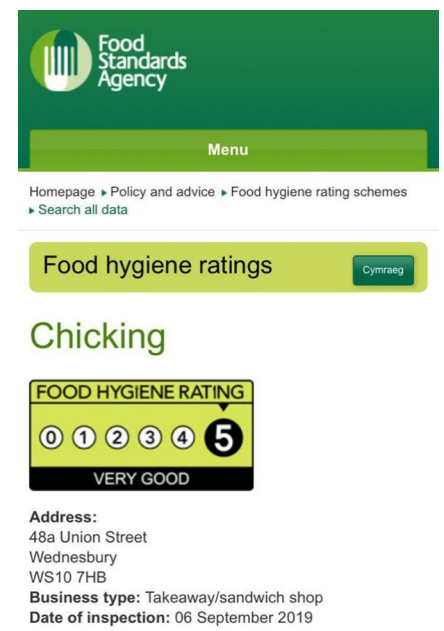 Food
Standards
Agency
Menu
Homepage ▸ Policy and advice ▸ Food hygiene rating schemes
▸ Search all data
Food hygiene ratings
Cymraeg
Chicking
FOOD HYGIENE RATING
0 1 2 3 4 5
VERY GOOD
Address:
48a Union Street
Wednesbury
WS10 7HB
Business type: Takeaway/sandwich shop
Date of inspection: 06 September 2019